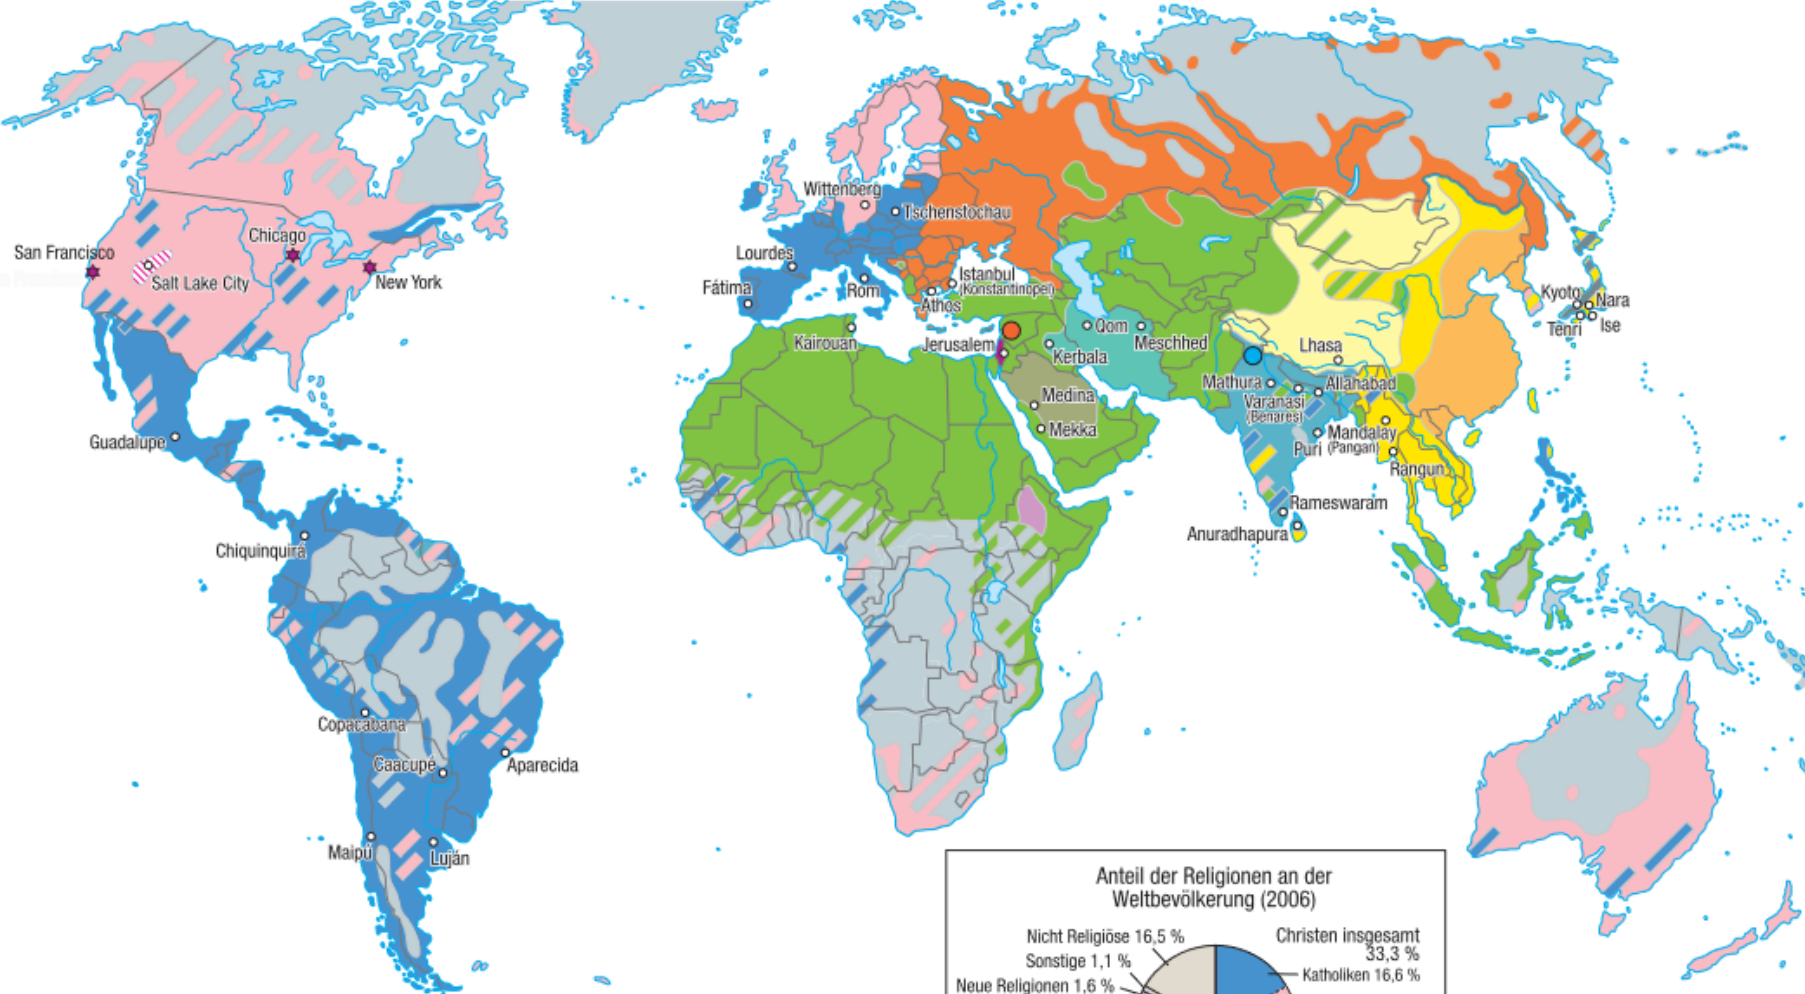 Wittenberg
Tschenstochau
Chicago
San Francisco
Salt Lake City
New York
Lourdes
Fátima
Rom
Istanbul
(Konstantinopel)
Athos
Kairouan
Jerusalem
Qom
Meschhed
Kerbala
Kyoto
Nara
Tenri
Ise
Lhasa
Mathura
Allahabad
Varanasi
(Benares)
Medina
Mekka
Mandalay
Puri
(Pangan)
Rangun
Guadalupe
Rameswaram
Anuradhapura
Chiquinquirá
Copacabana
Caacupé
Aparecida
Maipú
Luján
Anteil der Religionen an der
Weltbevölkerung (2006)
Nicht Religiöse 16,5 %
Christen insgesamt
33,3 %
Sonstige 1,1 %
Katholiken 16,6 %
Neue Religionen 1,6 %